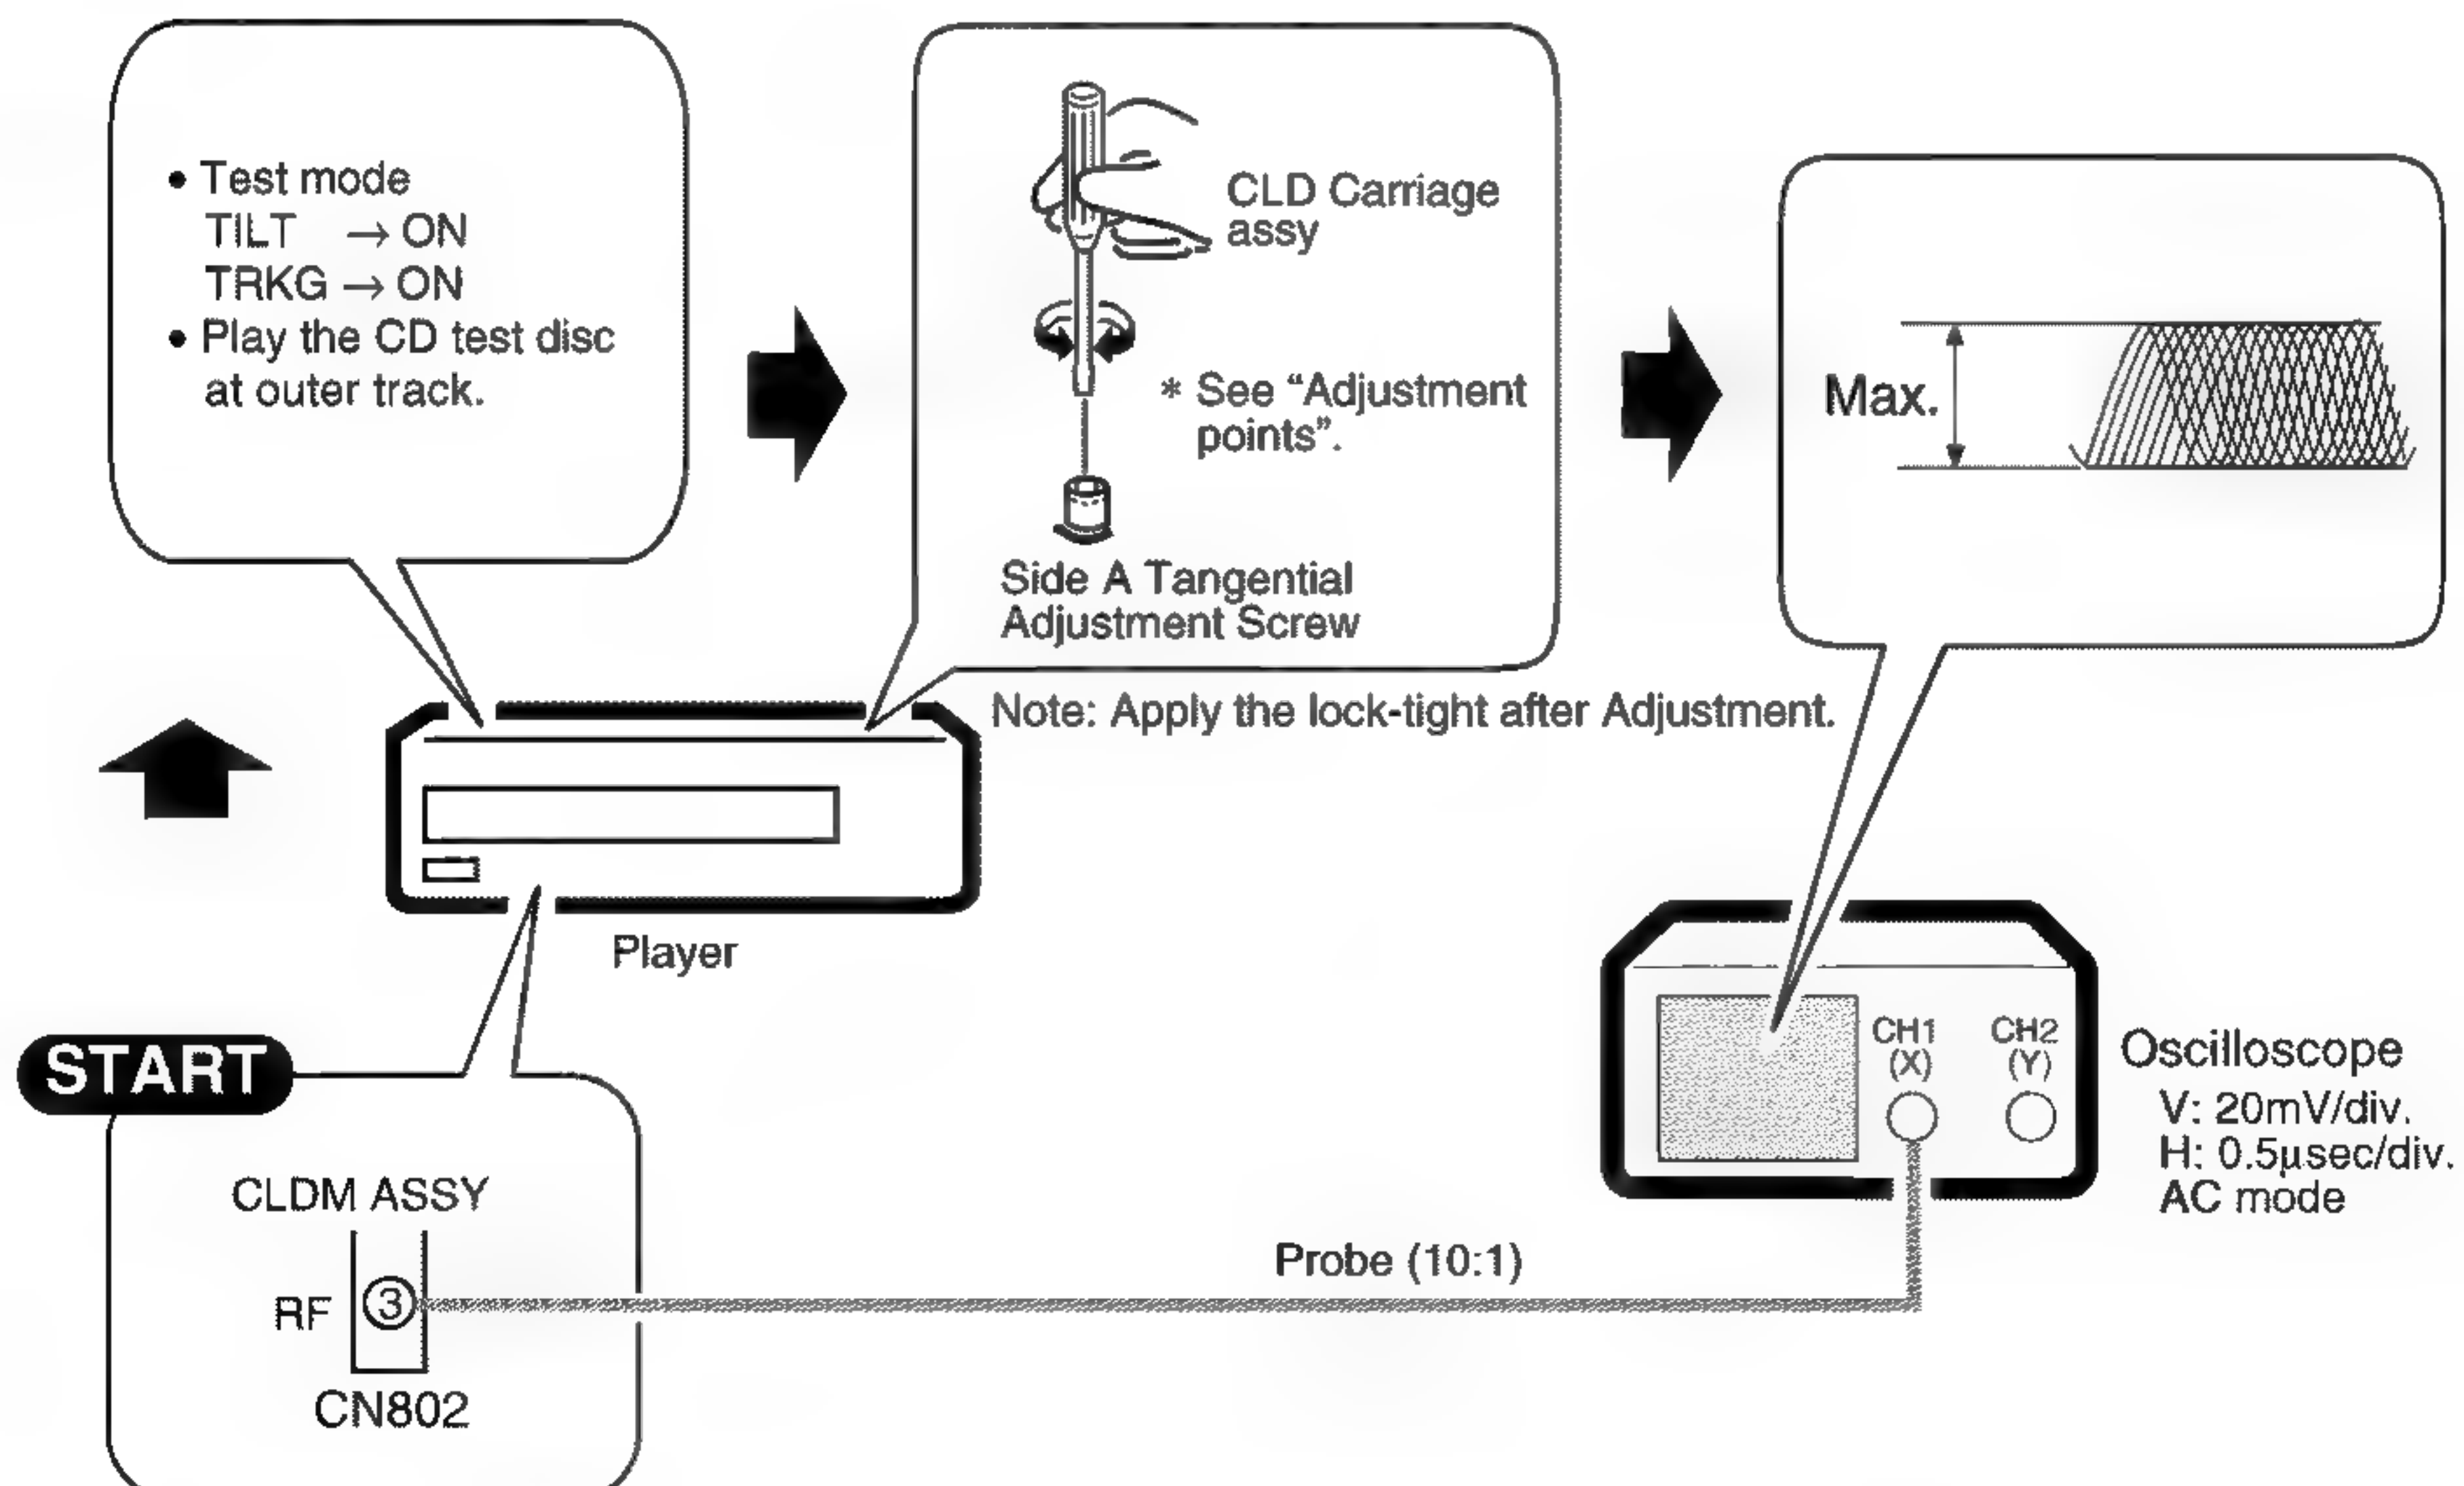 • Test mode
TILT → ON
TRKG → ON
• Play the CD test disc
at outer track.
CLD Carriage
assy
* See “Adjustment
points”.
Side A Tangential
Adjustment Screw
Max.
Note: Apply the lock-tight after Adjustment.
Player
START
CLDM ASSY
RF
3
CN802
Probe (10:1)
CH1
(X)
CH2
(Y)
Oscilloscope
V: 20mV/div.
H: 0.5μsec/div.
AC mode